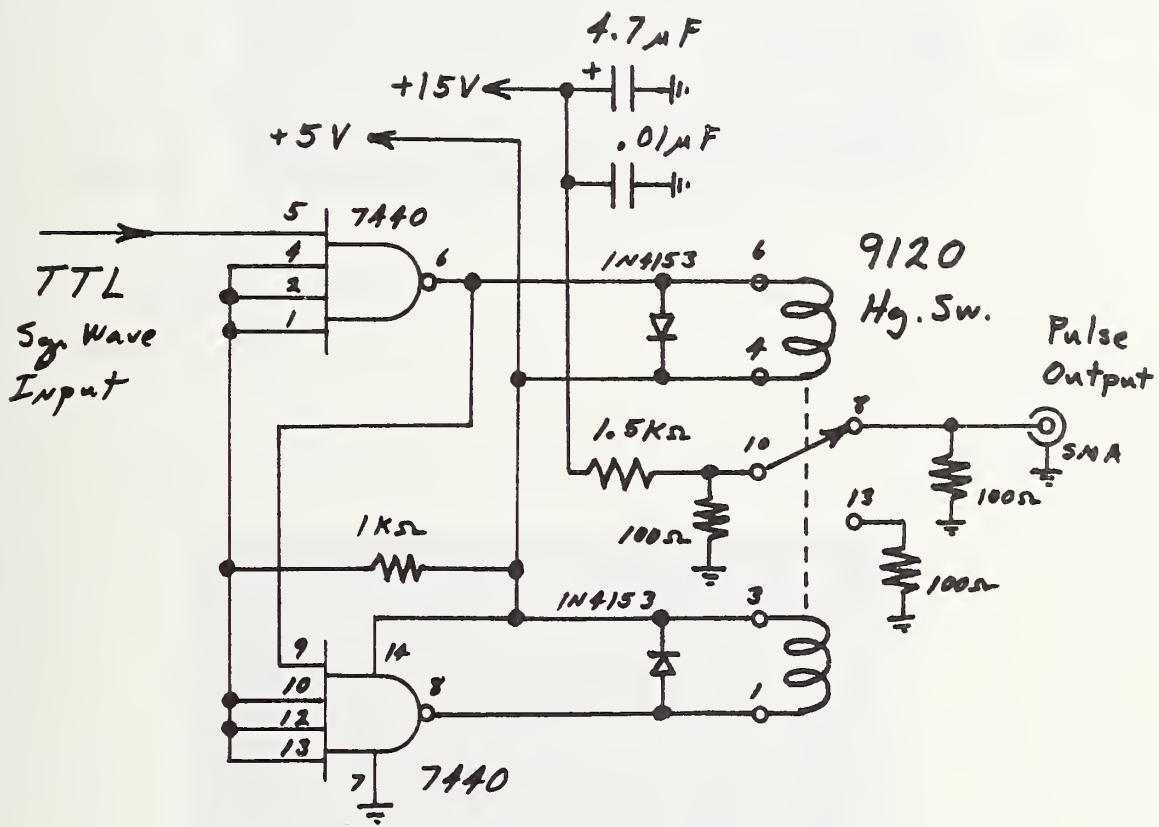 4.7µF
+15V
+
+5V
.01µF
5
7440
4
6
2
1
TTL
Sq. Wave
Input
1N4153
6
4
9120
Hg. Sw.
Pulse
Output
1.5KΩ
10
8
SMA
100Ω
13
100Ω
100Ω
1KΩ
1N4153
3
9
14
10
8
1
12
13
7
7440